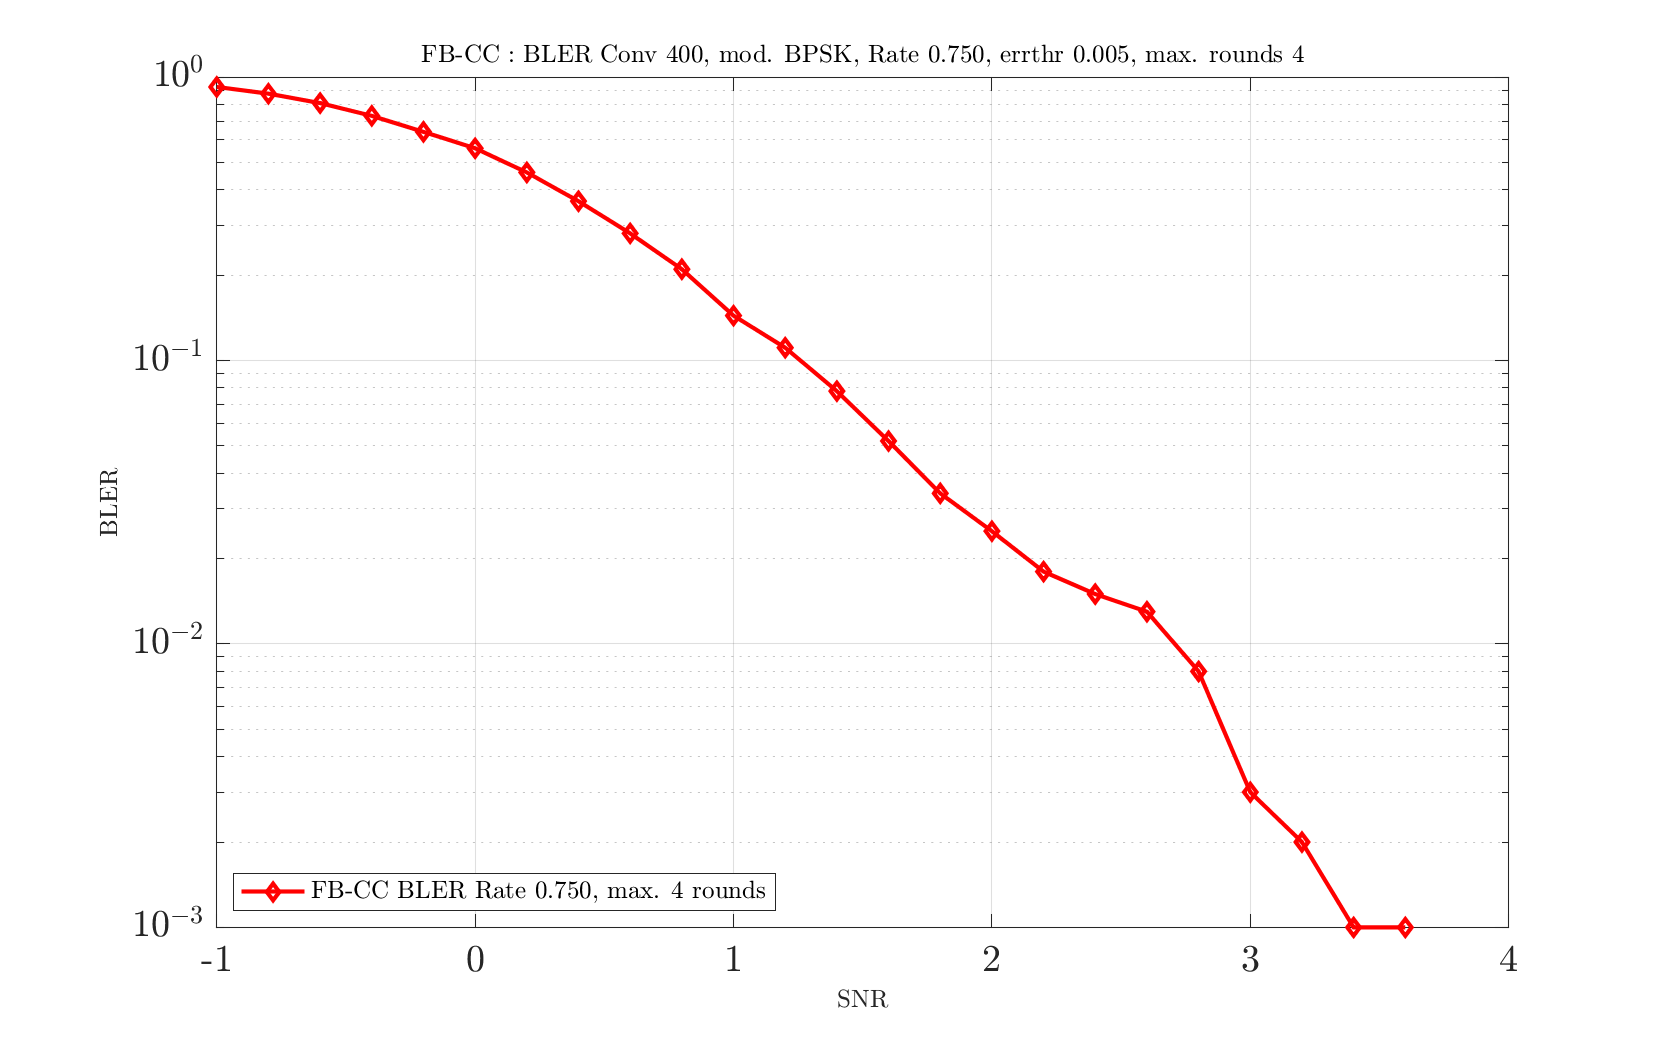 FB-CC : BLER Conv 400, mod. BPSK, Rate 0.750, errthr 0.005, max. rounds 4
10^0
10^{-1}
10^{-2}
10^{-3}
BLER
FB-CC BLER Rate 0.750, max. 4 rounds
-1 0 1 2 3 4
SNR